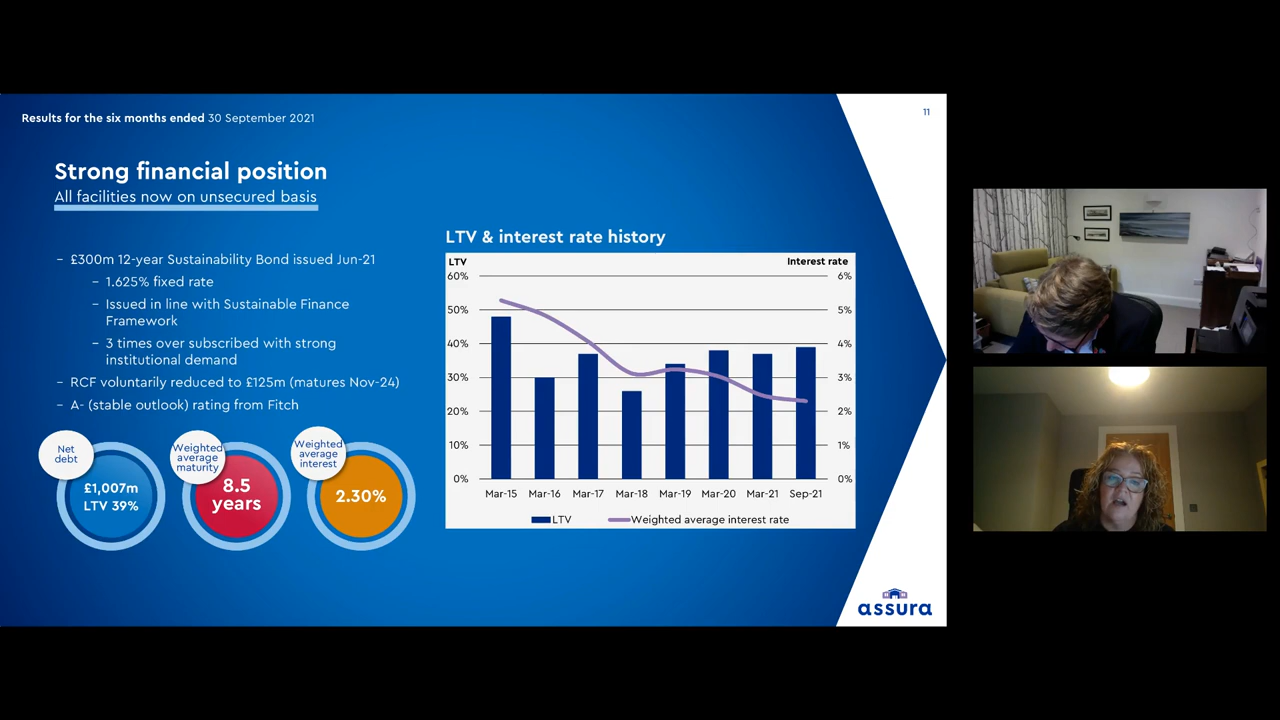 Results for the six months ended 30 September 2021
11
Strong financial position
All facilities now on unsecured basis
– £300m 12-year Sustainability Bond issued Jun-21
– 1.625% fixed rate
– Issued in line with Sustainable Finance
Framework
– 3 times over subscribed with strong
institutional demand
– RCF voluntarily reduced to £125m (matures Nov-24)
– A- (stable outlook) rating from Fitch
Net
debt
£1,007m
LTV 39%
Weighted
average
maturity
8.5
years
Weighted
average
interest
2.30%
LTV & interest rate history
LTV
Interest rate
60%
50%
40%
30%
20%
10%
0%
6%
5%
4%
3%
2%
1%
0%
Mar-15 Mar-16 Mar-17 Mar-18 Mar-19 Mar-20 Mar-21 Sep-21
LTV
Weighted average interest rate
assura